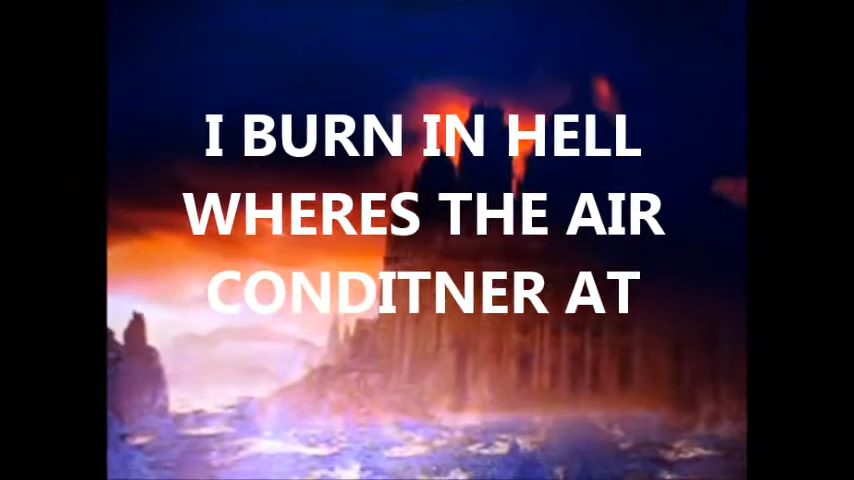 I BURN IN HELL
WHERES THE AIR
CONDITNER AT